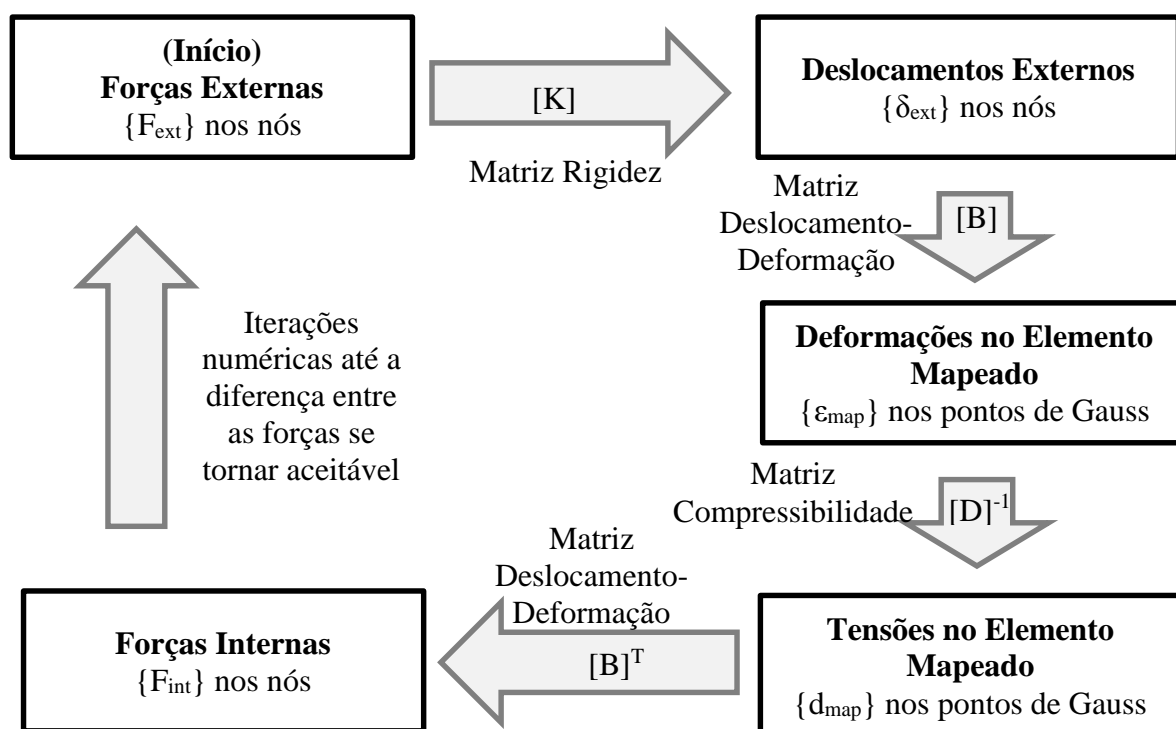 (Início)
Forças Externas
{Fext} nos nós
[K]
Matriz Rigidez
Deslocamentos Externos
{δext} nos nós
Matriz
Deslocamento-
Deformação
[B]
Deformações no Elemento
Mapeado
{εmap} nos pontos de Gauss
Matriz
Compressibilidade
[D]-1
Tensões no Elemento
Mapeado
{dmap} nos pontos de Gauss
Matriz
Deslocamento-
Deformação
[B]T
Forças Internas
{Fint} nos nós
Iterações
numéricas até a
diferença entre
as forças se
tornar aceitável